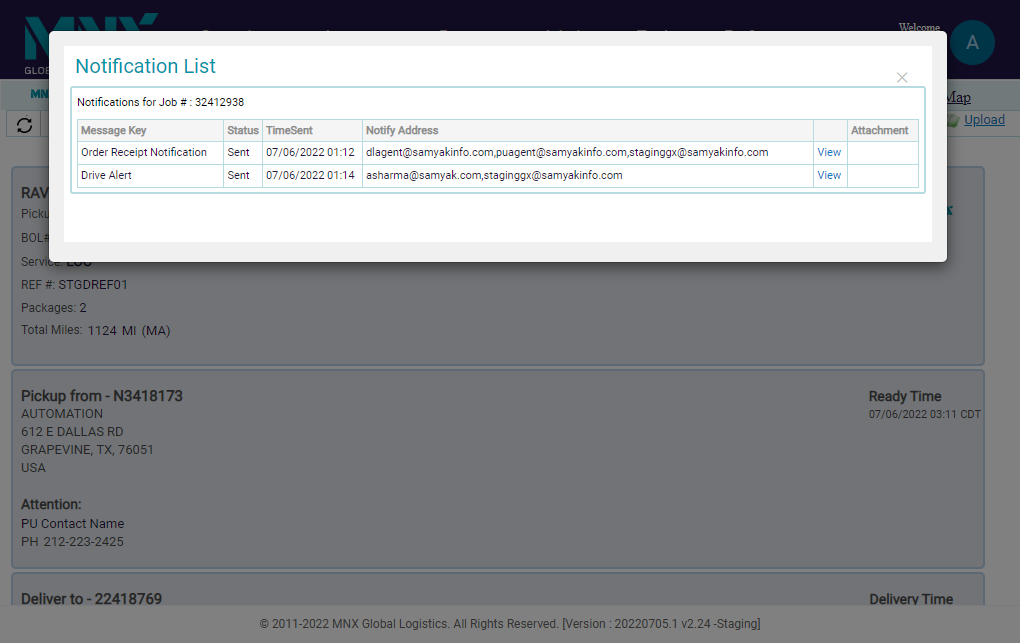 MNX
Welcome
A
GLOB
Notification List
MN
Map
Upload
Notifications for Job # : 32412938
Message Key Status TimeSent Notify Address Attachment
Order Receipt Notification Sent 07/06/2022 01:12 dlagent@samyakinfo.com,puagent@samyakinfo.com,staginggx@samyakinfo.com View
Drive Alert Sent 07/06/2022 01:14 asharma@samyak.com,staginggx@samyakinfo.com View
RAV
Picku
BOL#
Service: LOC
REF #: STGDREF01
Packages: 2
Total Miles: 1124 MI (MA)
Pickup from - N3418173 Ready Time
AUTOMATION 07/06/2022 03:11 CDT
612 E DALLAS RD
GRAPEVINE, TX, 76051
USA
Attention:
PU Contact Name
PH 212-223-2425
Deliver to - 22418769 Delivery Time
© 2011-2022 MNX Global Logistics. All Rights Reserved. [Version : 20220705.1 v2.24 -Staging]